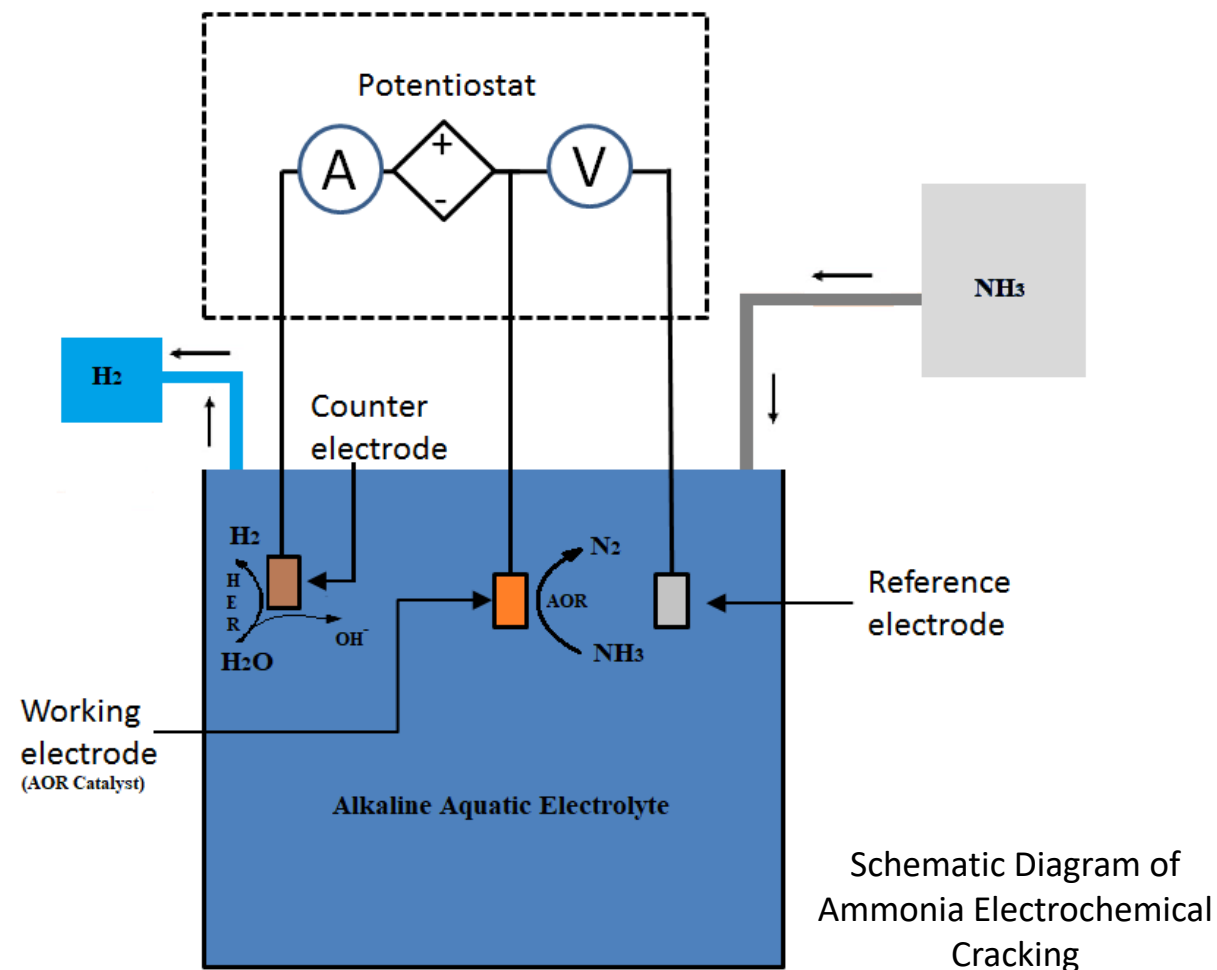 Potentiostat
A
+
-
V
NH3
H2
Counter
electrode
H2
HER
H2O
OH-
N2
AOR
NH3
Reference
electrode
Working
electrode
(AOR Catalyst)
Alkaline Aquatic Electrolyte
Schematic Diagram of
Ammonia Electrochemical
Cracking